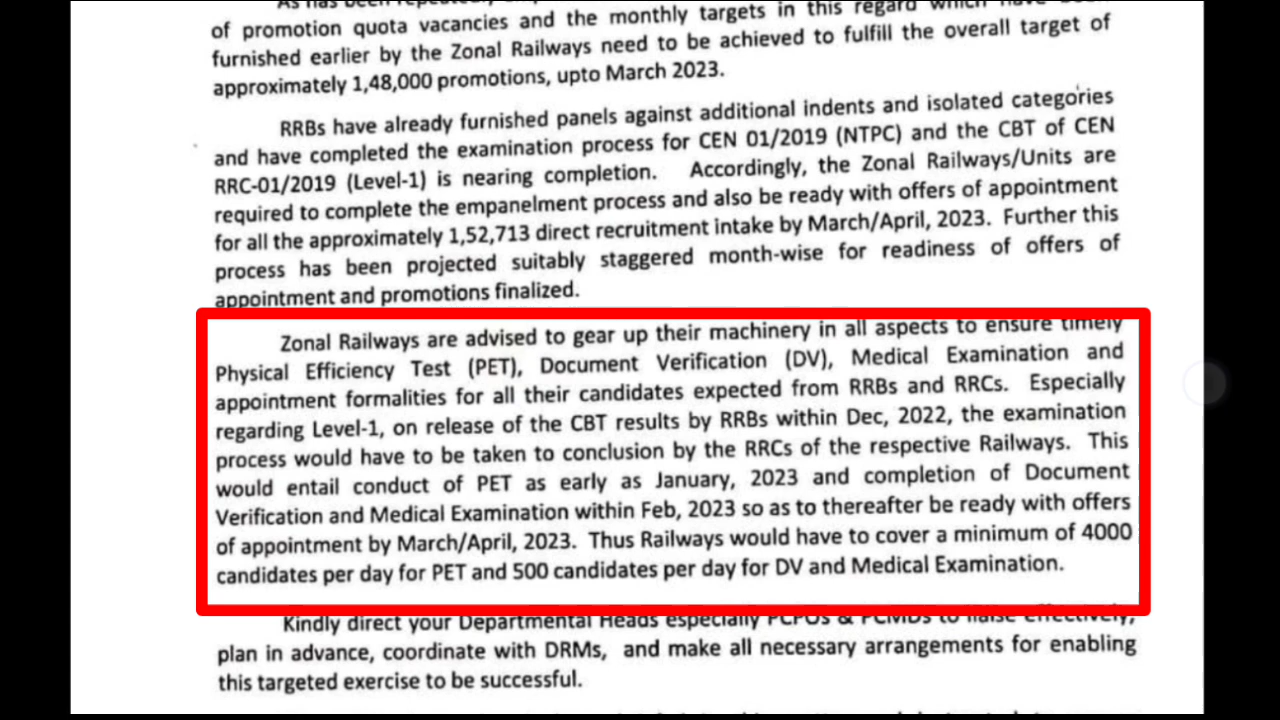 As has been
of promotion quota vacancies and the monthly targets in this regard which have been
furnished earlier by the Zonal Railways need to be achieved to fulfill the overall target of
approximately 1,48,000 promotions, upto March 2023.
RRBs have already furnished panels against additional indents and isolated categories
and have completed the examination process for CEN 01/2019 (NTPC) and the CBT of CEN
RRC-01/2019 (Level-1) is nearing completion. Accordingly, the Zonal Railways/Units are
required to complete the empanelment process and also be ready with offers of appointment
for all the approximately 1,52,713 direct recruitment intake by March/April, 2023. Further this
process has been projected suitably staggered month-wise for readiness of offers of
appointment and promotions finalized.
Zonal Railways are advised to gear up their machinery in all aspects to ensure timely
Physical Efficiency Test (PET), Document Verification (DV), Medical Examination and
appointment formalities for all their candidates expected from RRBs and RRCs. Especially
regarding Level-1, on release of the CBT results by RRBs within Dec, 2022, the examination
process would have to be taken to conclusion by the RRCs of the respective Railways. This
would entail conduct of PET as early as January, 2023 and completion of Document
Verification and Medical Examination within Feb, 2023 so as to thereafter be ready with offers
of appointment by March/April, 2023. Thus Railways would have to cover a minimum of 4000
candidates per day for PET and 500 candidates per day for DV and Medical Examination.
Kindly direct your Departmental Heads especially PCPOs & PCMDs to liaise effectively,
plan in advance, coordinate with DRMs, and make all necessary arrangements for enabling
this targeted exercise to be successful.